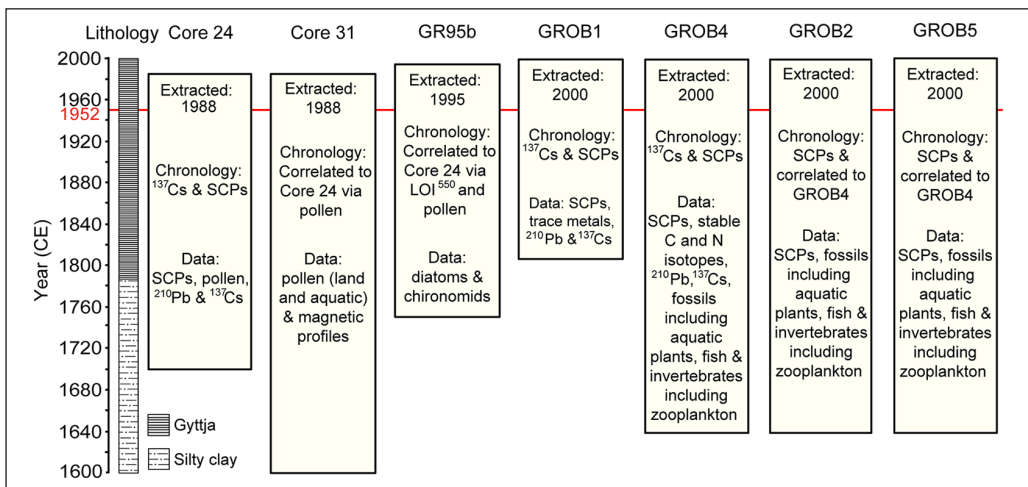 Lithology Core 24 Core 31 GR95b GROB1 GROB4 GROB2 GROB5
Year (CE)
2000
1960
1952
1920
1880
1840
1800
1760
1720
1680
1640
1600
Gyttja
Silty clay
Extracted:
1988
Chronology:
¹³⁷Cs & SCPs
Data:
SCPs, pollen,
²¹⁰Pb & ¹³⁷Cs
Extracted:
1988
Chronology:
Correlated to
Core 24 via
pollen
Data:
pollen (land
and aquatic)
& magnetic
profiles
Extracted:
1995
Chronology:
Correlated to
Core 24 via
LOI⁵⁵⁰ and
pollen
Data:
diatoms &
chironomids
Extracted:
2000
Chronology:
¹³⁷Cs & SCPs
Data: SCPs,
trace metals,
²¹⁰Pb &¹³⁷Cs
Extracted:
2000
Chronology:
¹³⁷Cs & SCPs
Data:
SCPs, stable
C and N
isotopes,
²¹⁰Pb,¹³⁷Cs,
fossils
including
aquatic
plants, fish &
invertebrates
including
zooplankton
Extracted:
2000
Chronology:
SCPs &
correlated to
GROB4
Data:
SCPs, fossils
including
aquatic
plants, fish &
invertebrates
including
zooplankton
Extracted:
2000
Chronology:
SCPs &
correlated to
GROB4
Data:
SCPs, fossils
including
aquatic
plants, fish &
invertebrates
including
zooplankton